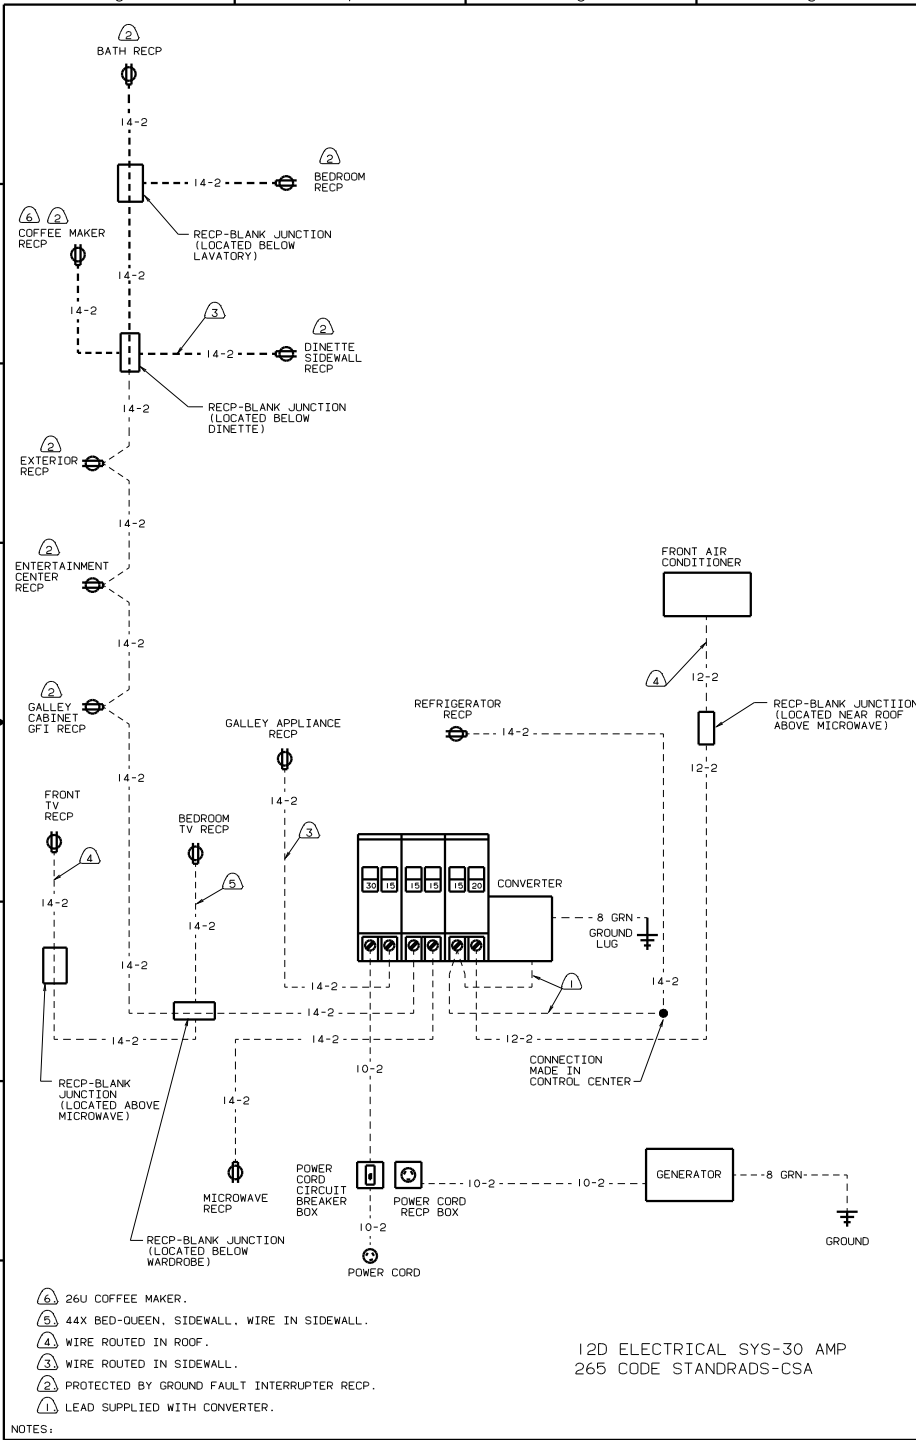 2
BATH RECP
14-2
2
14-2
BEDROOM
RECP
6 2
COFFEE MAKER
RECP
RECP-BLANK JUNCTION
(LOCATED BELOW
LAVATORY)
14-2
14-2
3
2
14-2
DINETTE
SIDEWALL
RECP
14-2
RECP-BLANK JUNCTION
(LOCATED BELOW
DINETTE)
2
EXTERIOR
RECP
14-2
2
ENTERTAINMENT
CENTER
RECP
14-2
FRONT AIR
CONDITIONER
4
12-2
2
GALLEY
CABINET
GFI RECP
GALLEY APPLIANCE
RECP
REFRIGERATOR
RECP
14-2
RECP-BLANK JUNCTIION
(LOCATED NEAR ROOF
ABOVE MICROWAVE)
12-2
14-2
14-2
FRONT
TV
RECP
BEDROOM
TV RECP
3
4
5
30 15 15 15 15 20
CONVERTER
14-2
14-2
8 GRN
GROUND
LUG
14-2
14-2
1
14-2
14-2
14-2
14-2
12-2
CONNECTION
MADE IN
CONTROL CENTER
10-2
RECP-BLANK
JUNCTION
(LOCATED ABOVE
MICROWAVE)
14-2
MICROWAVE
RECP
POWER
CORD
CIRCUIT
BREAKER
BOX
POWER CORD
RECP BOX
10-2 10-2
GENERATOR
8 GRN
GROUND
10-2
POWER CORD
RECP-BLANK JUNCTION
(LOCATED BELOW
WARDROBE)
6. 26U COFFEE MAKER.
5. 44X BED-QUEEN, SIDEWALL, WIRE IN SIDEWALL.
4. WIRE ROUTED IN ROOF.
3. WIRE ROUTED IN SIDEWALL.
2. PROTECTED BY GROUND FAULT INTERRUPTER RECP.
1. LEAD SUPPLIED WITH CONVERTER.
NOTES:
12D ELECTRICAL SYS-30 AMP
265 CODE STANDRADS-CSA